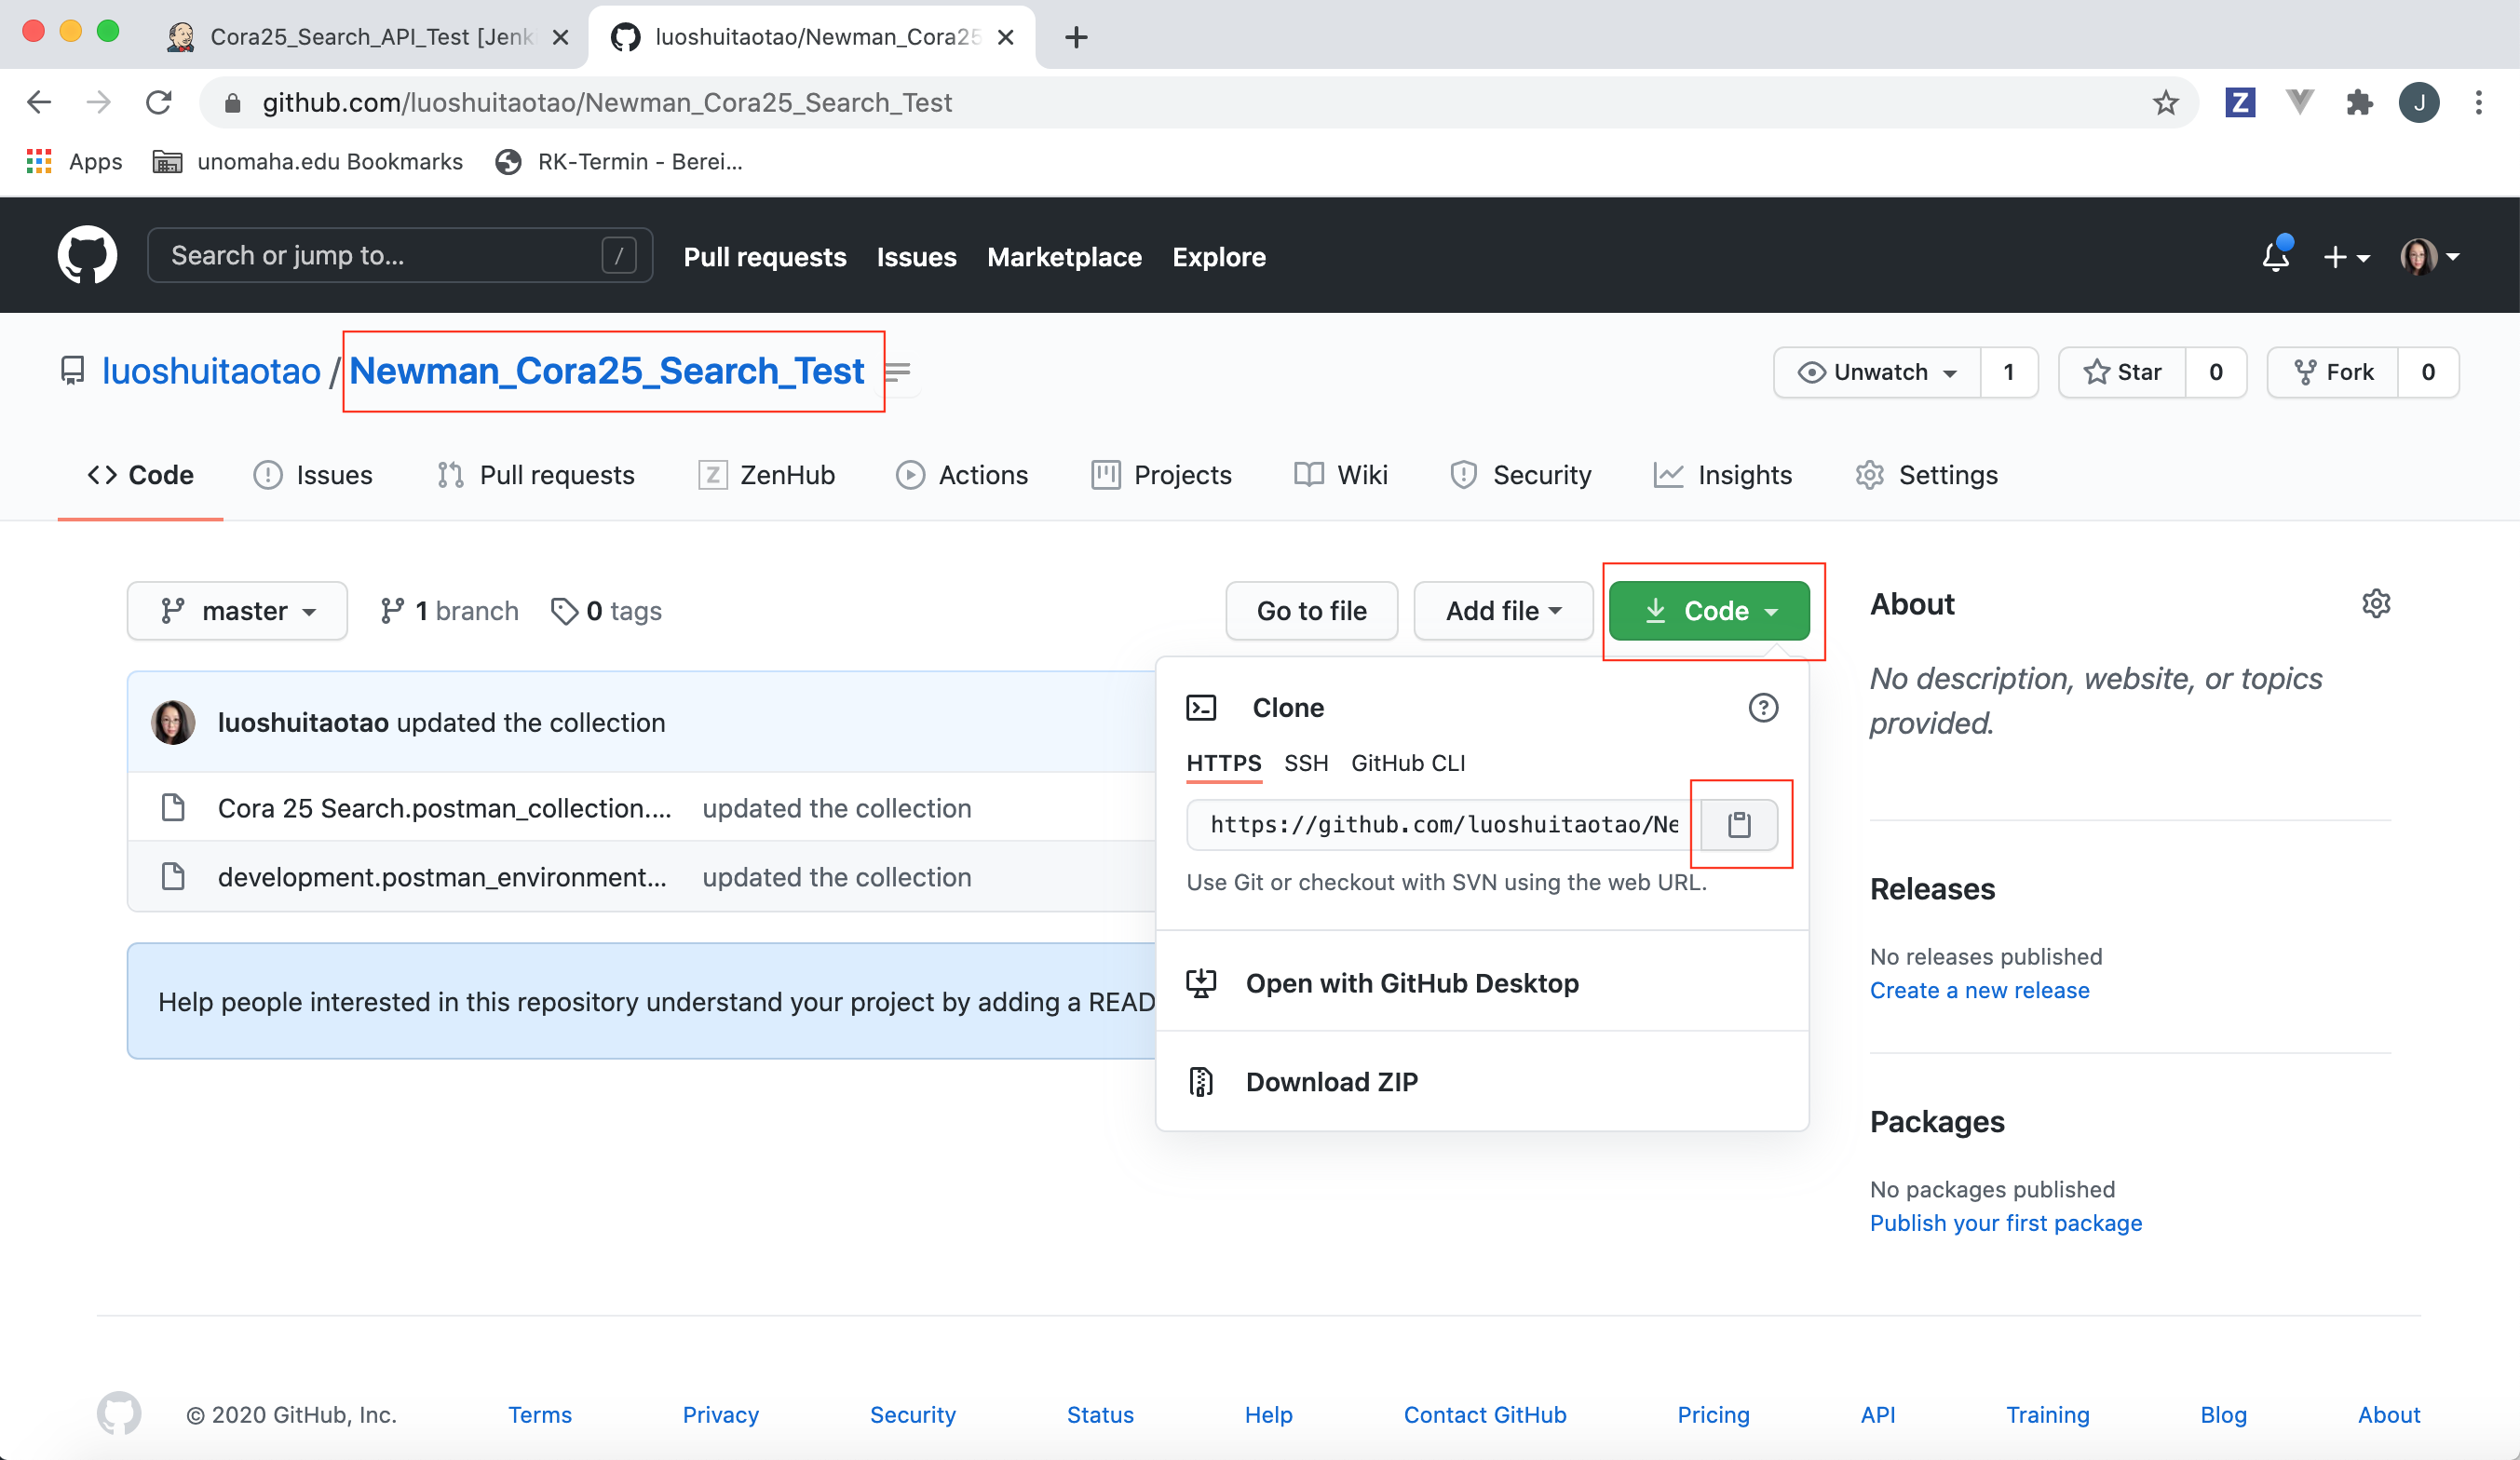 Cora25_Search_API_Test [Jenk
luoshuitaotao/Newman_Cora25
github.com/luoshuitaotao/Newman_Cora25_Search_Test
Z
J
Apps
unomaha.edu Bookmarks
RK-Termin - Berei...
Search or jump to...
/
Pull requests
Issues
Marketplace
Explore
luoshuitaotao / Newman_Cora25_Search_Test
Unwatch 1
Star 0
Fork 0
Code
Issues
Pull requests
Z ZenHub
Actions
Projects
Wiki
Security
Insights
Settings
master
1 branch
0 tags
Go to file
Add file
Code
luoshuitaotao updated the collection
Cora 25 Search.postman_collection.... updated the collection
development.postman_environment... updated the collection
Help people interested in this repository understand your project by adding a READ
Clone
HTTPS SSH GitHub CLI
https://github.com/luoshuitaotao/Ne
Use Git or checkout with SVN using the web URL.
Open with GitHub Desktop
Download ZIP
About
No description, website, or topics
provided.
Releases
No releases published
Create a new release
Packages
No packages published
Publish your first package
© 2020 GitHub, Inc.
Terms
Privacy
Security
Status
Help
Contact GitHub
Pricing
API
Training
Blog
About